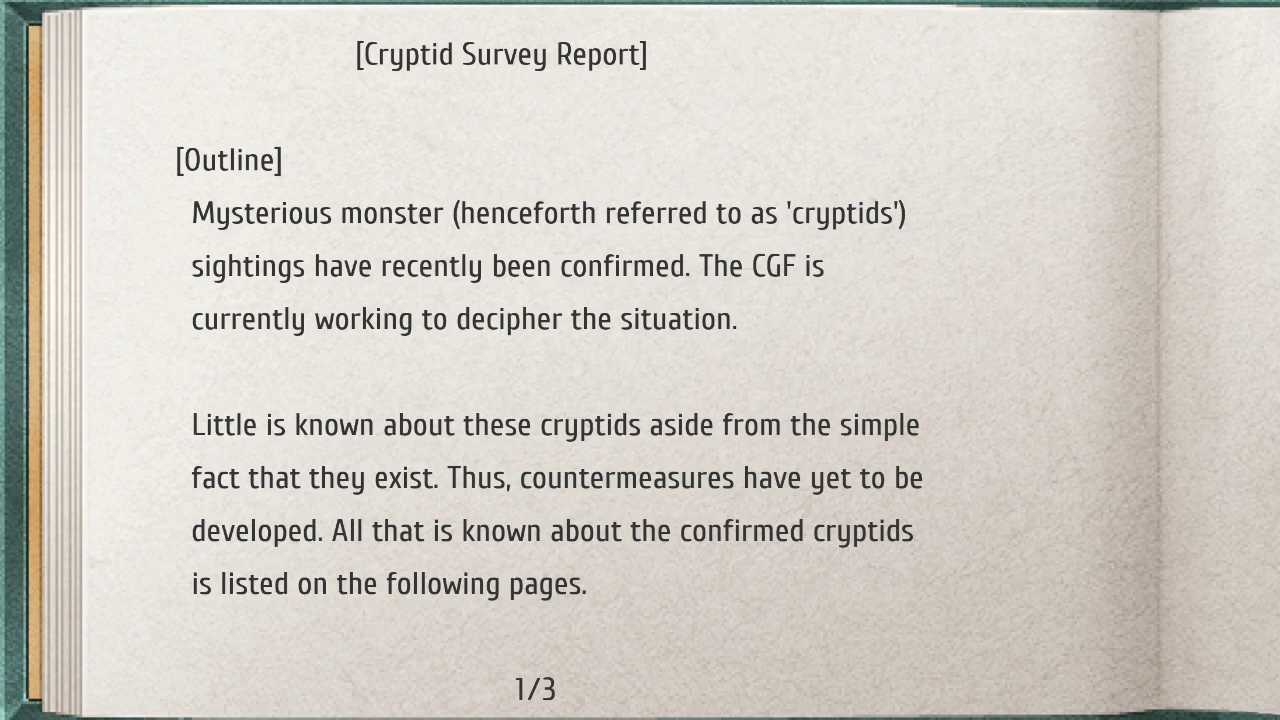 [Cryptid Survey Report]
[Outline]
Mysterious monster (henceforth referred to as 'cryptids')
sightings have recently been confirmed. The CGF is
currently working to decipher the situation.
Little is known about these cryptids aside from the simple
fact that they exist. Thus, countermeasures have yet to be
developed. All that is known about the confirmed cryptids
is listed on the following pages.
1/3